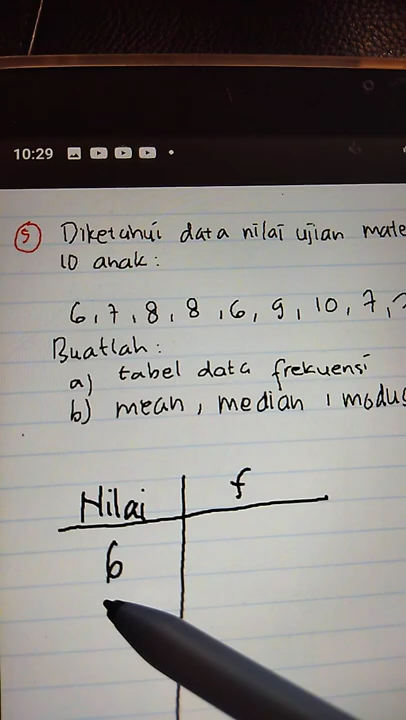 10:29
5 Diketahui data nilai ujian mate
10 anak:
6, 7, 8, 8, 6, 9, 10, 7,
Buatlah:
a) tabel data frekuensi
b) mean, median, modus
Nilai f
6